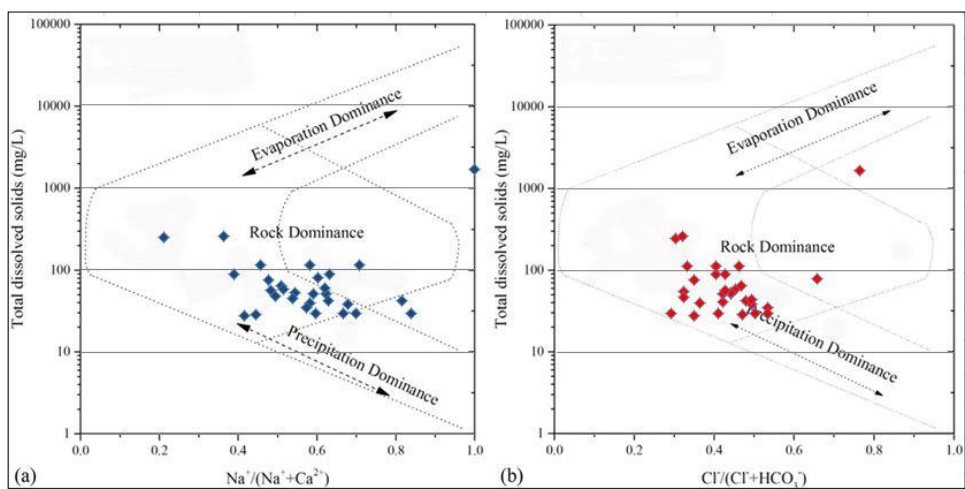 100000
10000
1000
100
10
1
Total dissolved solids (mg/L)
Evaporation Dominance
Rock Dominance
Precipitation Dominance
0.0 0.2 0.4 0.6 0.8 1.0
(a)
Na⁺/(Na⁺+Ca²⁺)
100000
10000
1000
100
10
1
Total dissolved solids (mg/L)
Evaporation Dominance
Rock Dominance
Precipitation Dominance
0.0 0.2 0.4 0.6 0.8 1.0
(b)
Cl⁻/(Cl⁻+HCO₃⁻)